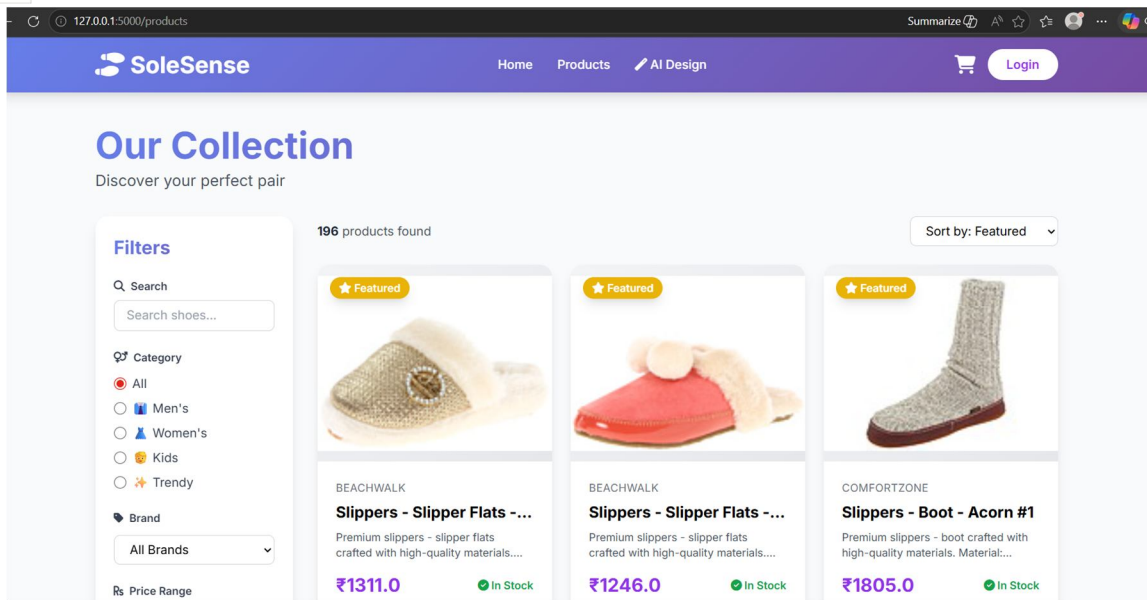 127.0.0.1:5000/products
Summarize
SoleSense
Home Products AI Design
Login
Our Collection
Discover your perfect pair
Filters
Search
Search shoes...
Category
All
Men's
Women's
Kids
Trendy
Brand
All Brands
Rs Price Range
196 products found
Sort by: Featured
Featured
BEACHWALK
Slippers - Slipper Flats -...
Premium slippers - slipper flats
crafted with high-quality materials....
₹1311.0 In Stock
Featured
BEACHWALK
Slippers - Slipper Flats -...
Premium slippers - slipper flats
crafted with high-quality materials....
₹1246.0 In Stock
Featured
COMFORTZONE
Slippers - Boot - Acorn #1
Premium slippers - boot crafted with
high-quality materials. Material:...
₹1805.0 In Stock